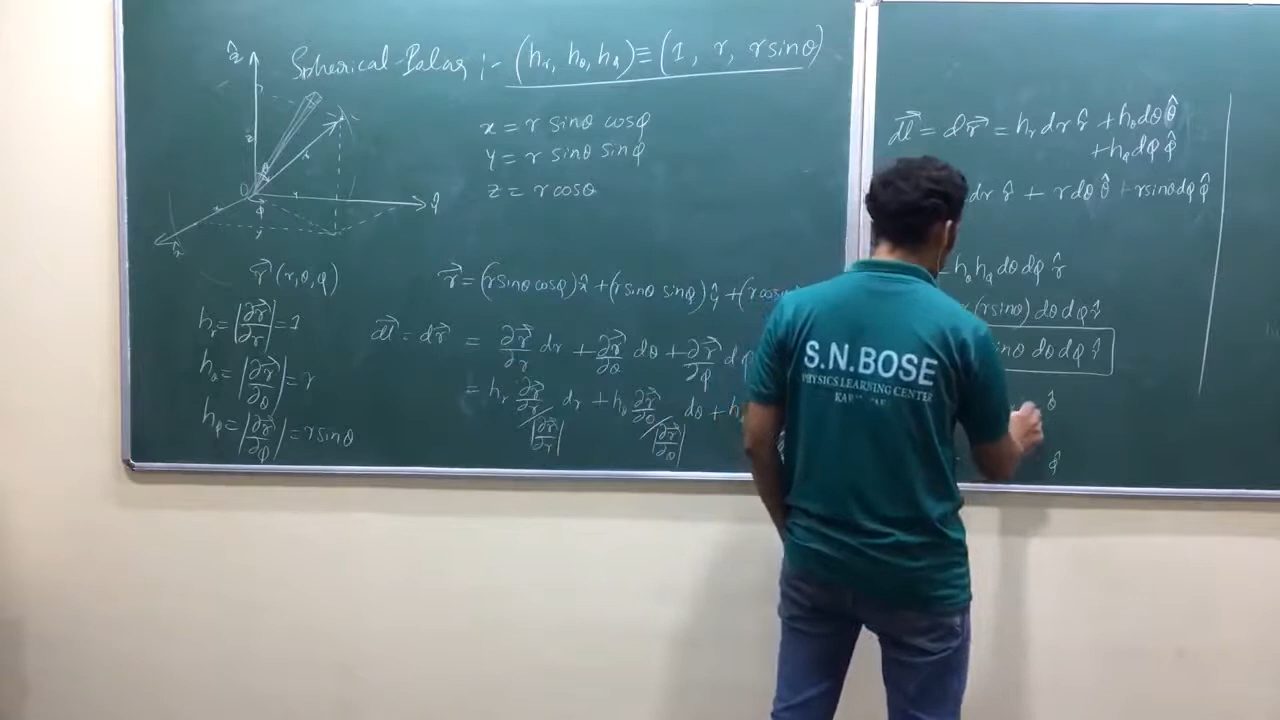 Spherical Polar :- (h_r, h_θ, h_φ) ≡ (1, r, r sinθ)
ẑ
x = r sinθ cosφ
y = r sinθ sinφ
z = r cosθ
O
φ
ŷ
x̂
r⃗ (r, θ, φ)
h_r = |∂r⃗/∂r| = 1
h_θ = |∂r⃗/∂θ| = r
h_φ = |∂r⃗/∂φ| = r sinθ
r⃗ = (r sinθ cosφ) x̂ + (r sinθ sinφ) ŷ + (r cosθ
dl⃗ = dr⃗ = ∂r⃗/∂r dr + ∂r⃗/∂θ dθ + ∂r⃗/∂φ dφ
= h_r ∂r⃗/∂r / |∂r⃗/∂r| dr + h_θ ∂r⃗/∂θ / |∂r⃗/∂θ| dθ + h
dl⃗ = dr⃗ = h_r dr r̂ + h_θ dθ θ̂
+ h_φ dφ φ̂
dr r̂ + r dθ θ̂ + r sinθ dφ φ̂
= h_θ h_φ dθ dφ r̂
(r sinθ) dθ dφ r̂
sinθ dθ dφ r̂
θ̂
φ̂
S.N.BOSE
PHYSICS LEARNING CENTER